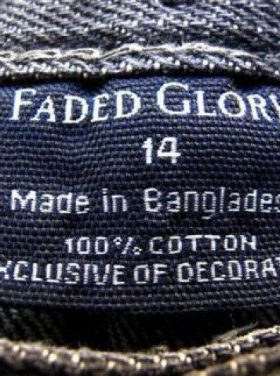 FADED GLOR
14
Made in Banglades
100% COTTON
XCLUSIVE OF DECORAT